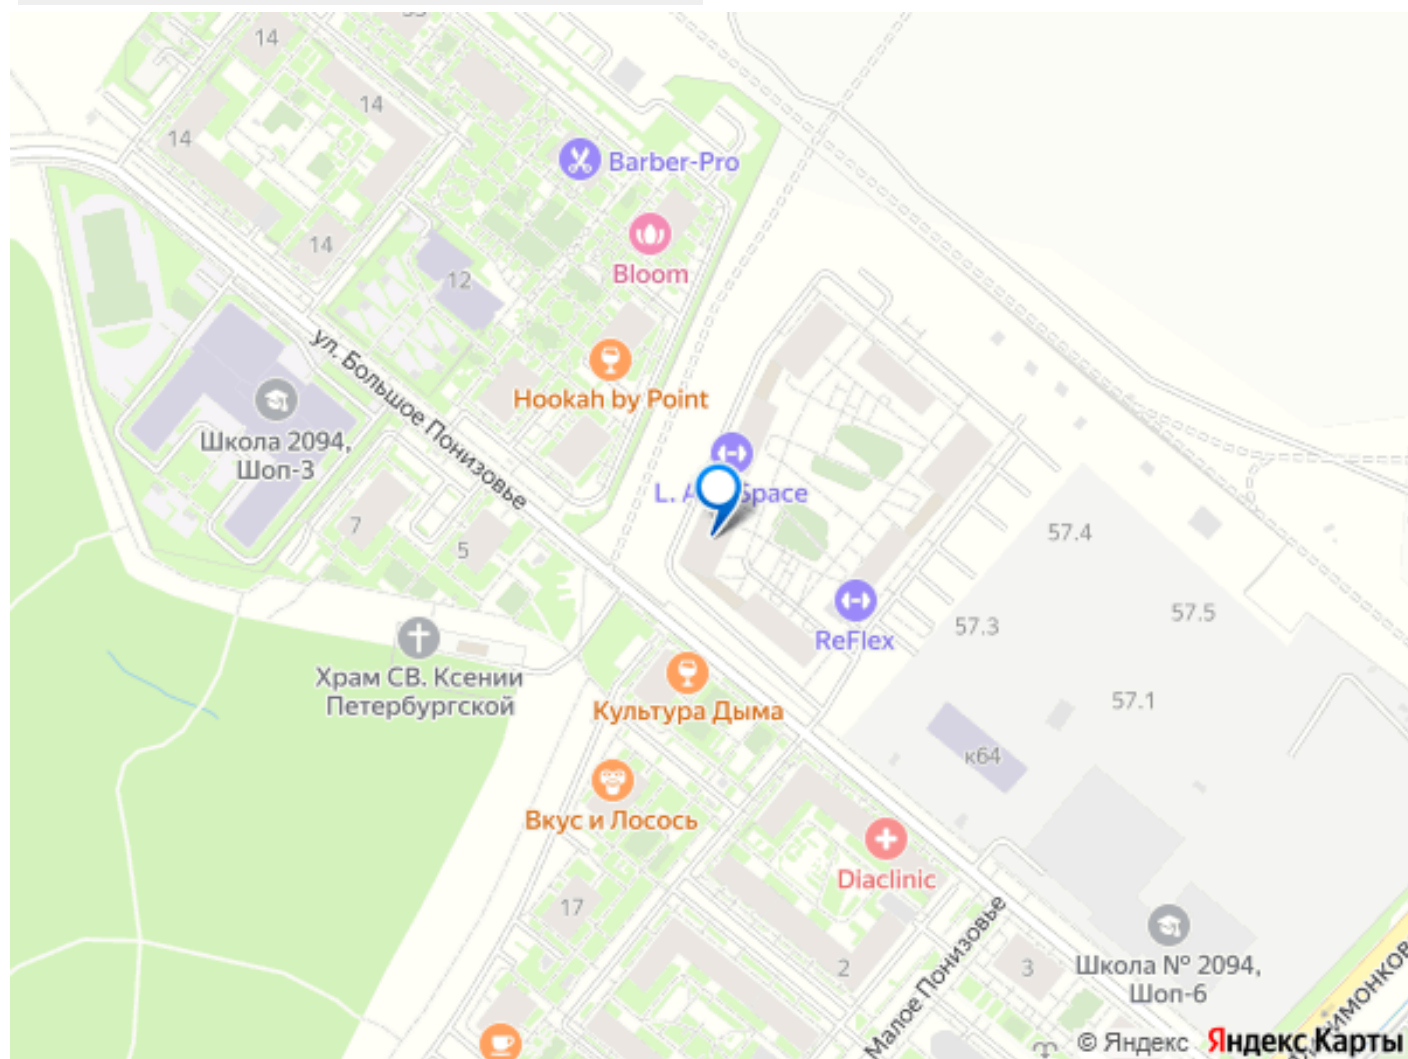 14
14
14
Barber-Pro
14
Bloom
12
ул. Большое Понизовье
Hookah by Point
Школа 2094,
Шоп-3
L. A. Space
7
5
57.4
57.5
57.3
ReFlex
Храм СВ. Ксении
Петербургской
Культура Дыма
57.1
к64
Вкус и Лосось
Diaclinic
17
Малое Понизовье
2
3
Школа № 2094,
Шоп-6
© Яндекс Яндекс Карты